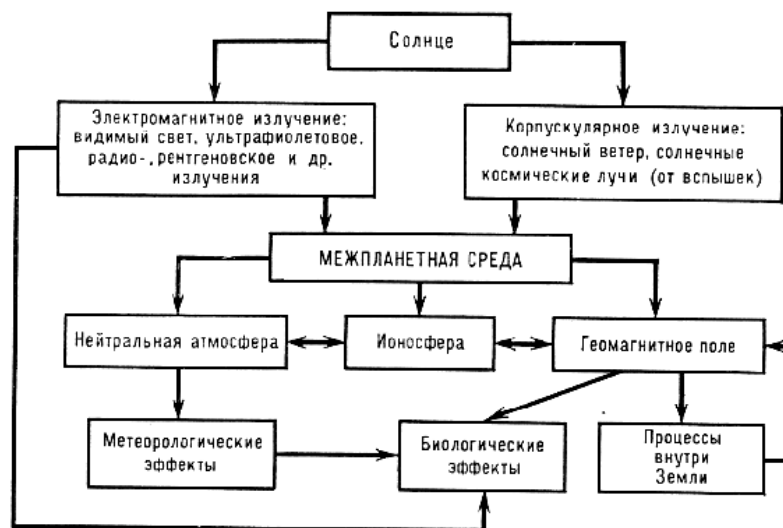 Солнце
Электромагнитное излучение:
видимый свет, ультрафиолетовое,
радио-, рентгеновское и др.
излучения
Корпускулярное излучение:
солнечный ветер, солнечные
космические лучи (от вспышек)
МЕЖПЛАНЕТНАЯ СРЕДА
Нейтральная атмосфера
Ионосфера
Геомагнитное поле
Метеорологические
эффекты
Биологические
эффекты
Процессы
внутри
Земли